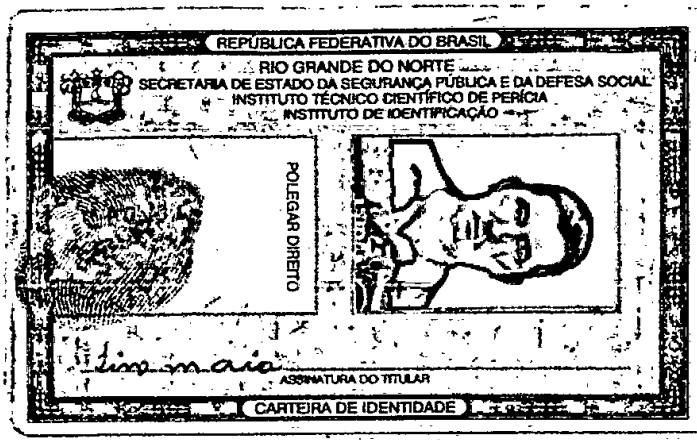 REPÚBLICA FEDERATIVA DO BRASIL
RIO GRANDE DO NORTE
SECRETARIA DE ESTADO DA SEGURANÇA PÚBLICA E DA DEFESA SOCIAL
INSTITUTO TÉCNICO CIENTÍFICO DE PERÍCIA
INSTITUTO DE IDENTIFICAÇÃO
POLEGAR DIREITO
maia
ASSINATURA DO TITULAR
CARTEIRA DE IDENTIDADE